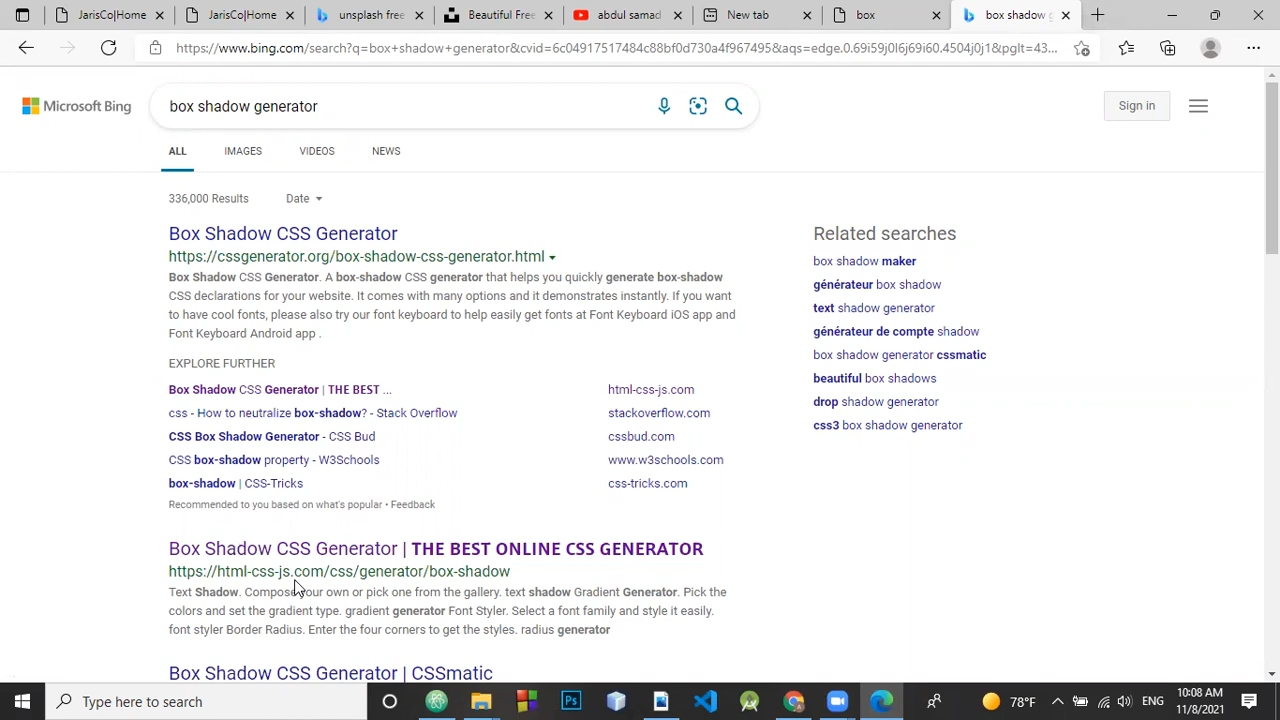 JarisCo|Home
JarisCo|Home
unsplash free
Beautiful Free
abdul samad
New tab
box
box shadow g
https://www.bing.com/search?q=box+shadow+generator&cvid=6c04917517484c88bf0d730a4f967495&aqs=edge.0.69i59j0l6j69i60.4504j0j1&pglt=43...
Microsoft Bing
box shadow generator
Sign in
ALL IMAGES VIDEOS NEWS
336,000 Results Date
Box Shadow CSS Generator
https://cssgenerator.org/box-shadow-css-generator.html
Box Shadow CSS Generator. A box-shadow CSS generator that helps you quickly generate box-shadow
CSS declarations for your website. It comes with many options and it demonstrates instantly. If you want
to have cool fonts, please also try our font keyboard to help easily get fonts at Font Keyboard iOS app and
Font Keyboard Android app .
EXPLORE FURTHER
Box Shadow CSS Generator | THE BEST ... html-css-js.com
css - How to neutralize box-shadow? - Stack Overflow stackoverflow.com
CSS Box Shadow Generator - CSS Bud cssbud.com
CSS box-shadow property - W3Schools www.w3schools.com
box-shadow | CSS-Tricks css-tricks.com
Recommended to you based on what's popular • Feedback
Box Shadow CSS Generator | THE BEST ONLINE CSS GENERATOR
https://html-css-js.com/css/generator/box-shadow
Text Shadow. Compose your own or pick one from the gallery. text shadow Gradient Generator. Pick the
colors and set the gradient type. gradient generator Font Styler. Select a font family and style it easily.
font styler Border Radius. Enter the four corners to get the styles. radius generator
Box Shadow CSS Generator | CSSmatic
Related searches
box shadow maker
générateur box shadow
text shadow generator
générateur de compte shadow
box shadow generator cssmatic
beautiful box shadows
drop shadow generator
css3 box shadow generator
Type here to search
Ps
78°F
ENG
10:08 AM
11/8/2021